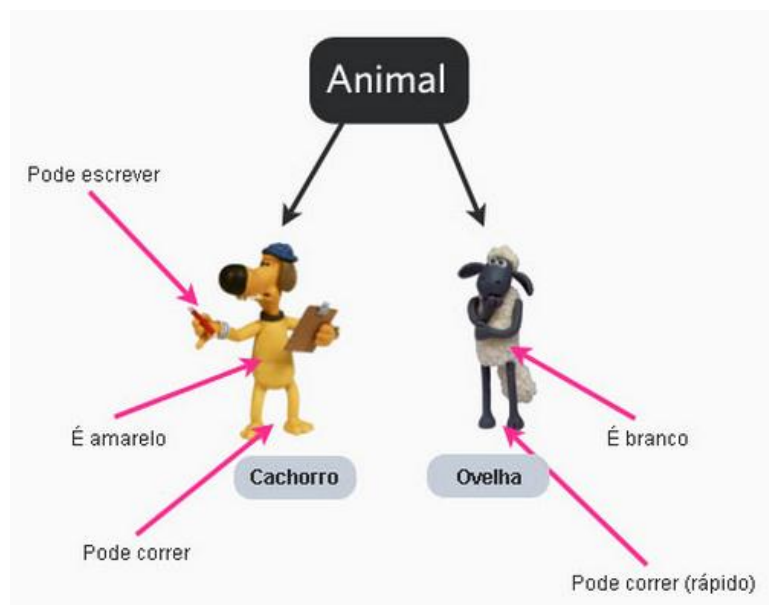 Animal
Pode escrever
É amarelo
É branco
Cachorro
Ovelha
Pode correr
Pode correr (rápido)